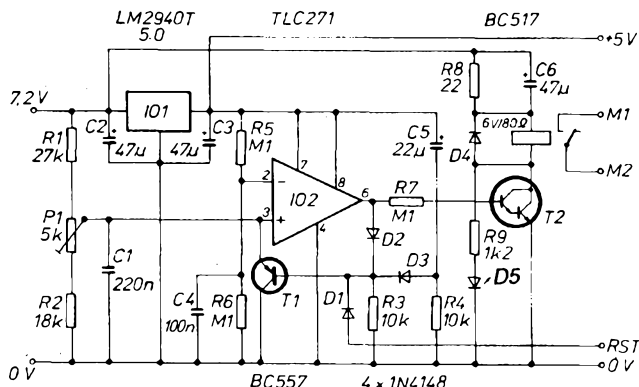 LM2940T TLC271 BC517
5.0
+5V
R8 22
C6 47µ
7,2V
IO1
R1 27k
C2 47µ
C3 47µ
R5 M1
C5 22µ
6V/80Ω
M1
M2
D4
7
8
2 −
IO2
6
R7 M1
3 +
4
T2
P1 5k
D2
R9 1k2
C1 220n
D3
D5
T1
R2 18k
C4 100n
R6 M1
D1
R3 10k
R4 10k
RST
0V
0V
BC557 4×1N4148